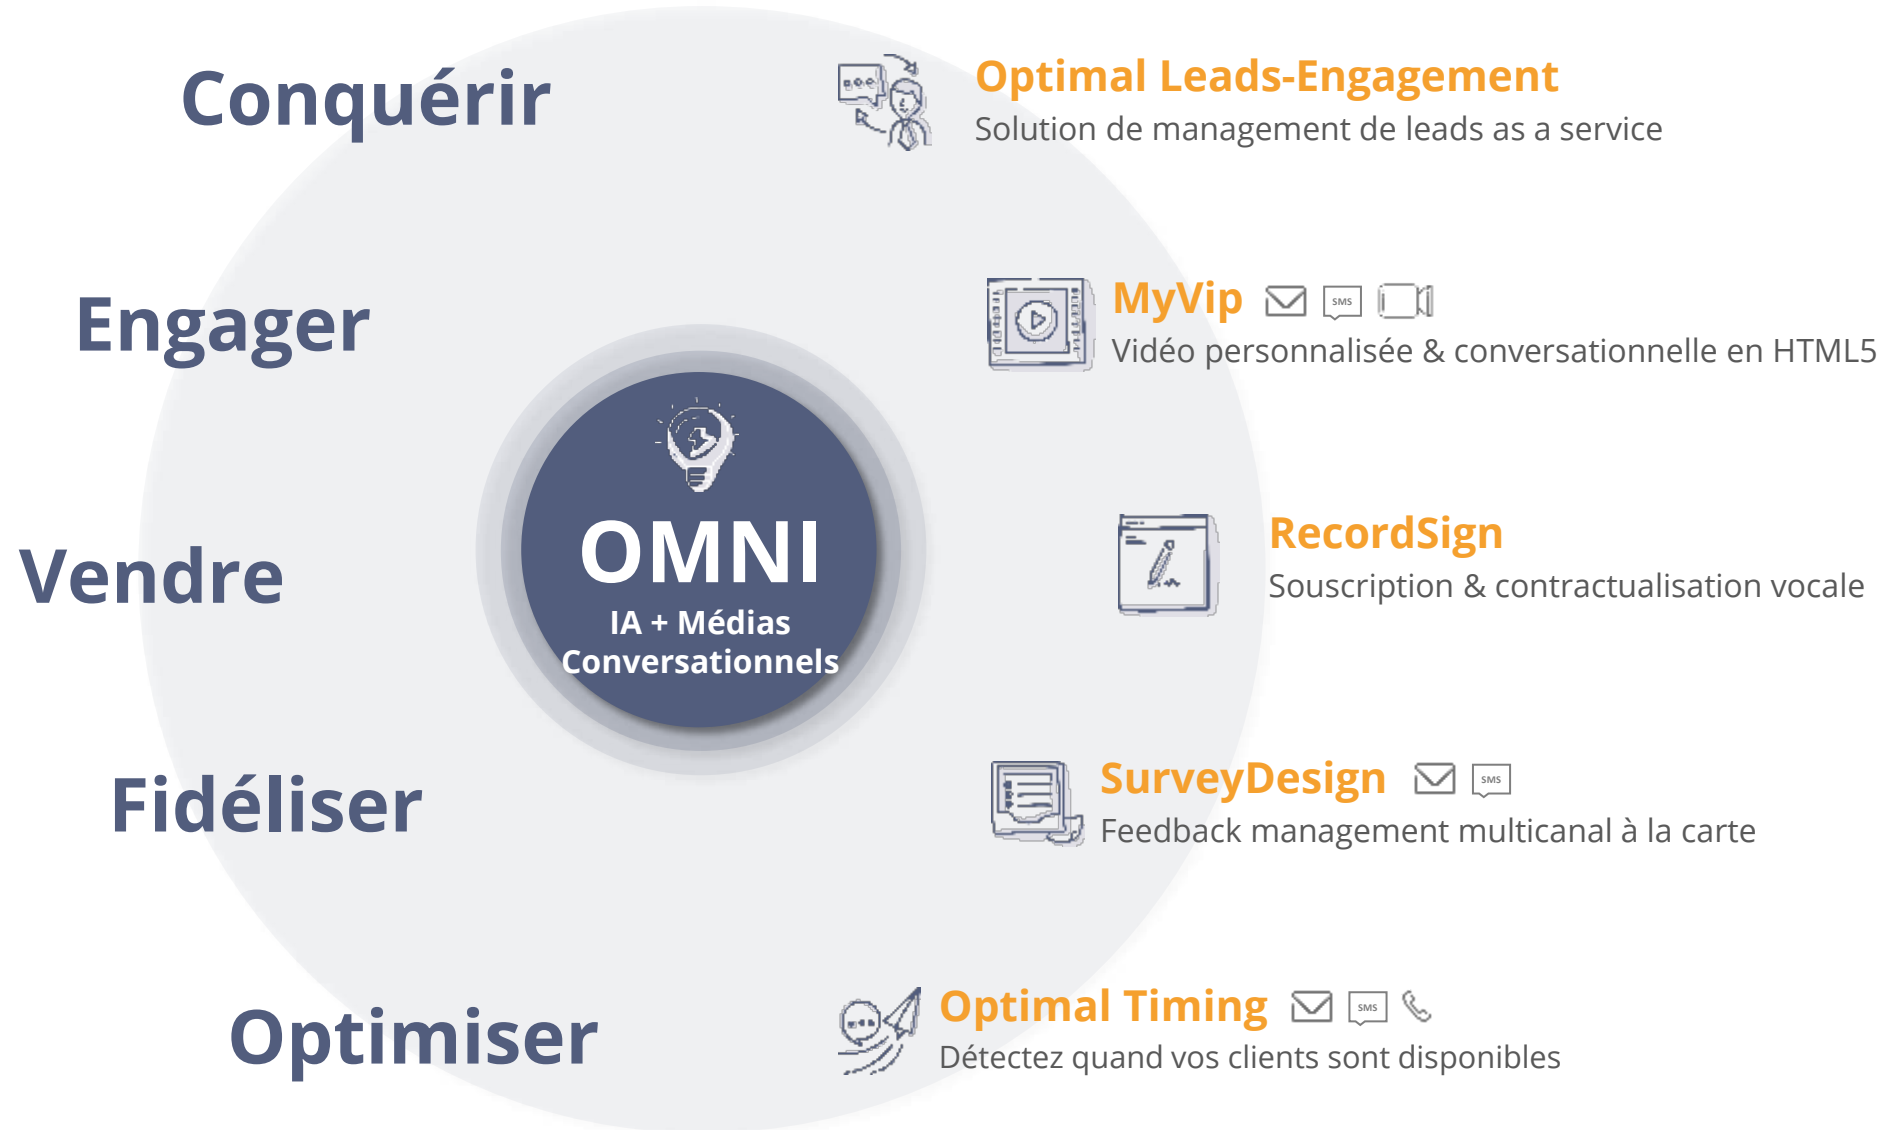 Conquérir
Optimal Leads-Engagement
Solution de management de leads as a service
Engager
MyVip
SMS
Vidéo personnalisée & conversationnelle en HTML5
OMNI
IA + Médias
Conversationnels
Vendre
RecordSign
Souscription & contractualisation vocale
Fidéliser
SurveyDesign
SMS
Feedback management multicanal à la carte
Optimiser
Optimal Timing
SMS
Détectez quand vos clients sont disponibles